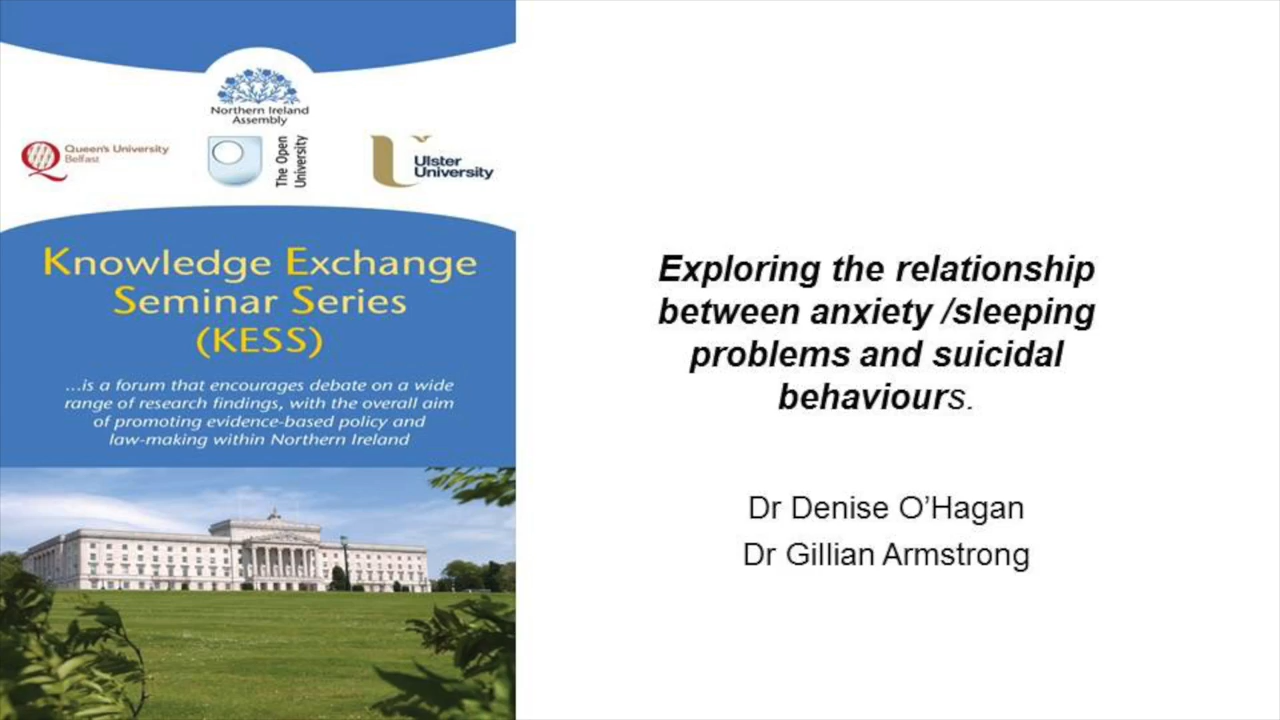 Northern Ireland
Assembly
Queen's University
Belfast
The Open
University
Ulster
University
Knowledge Exchange
Seminar Series
(KESS)
...is a forum that encourages debate on a wide
range of research findings, with the overall aim
of promoting evidence-based policy and
law-making within Northern Ireland
Exploring the relationship
between anxiety /sleeping
problems and suicidal
behaviours.
Dr Denise O’Hagan
Dr Gillian Armstrong